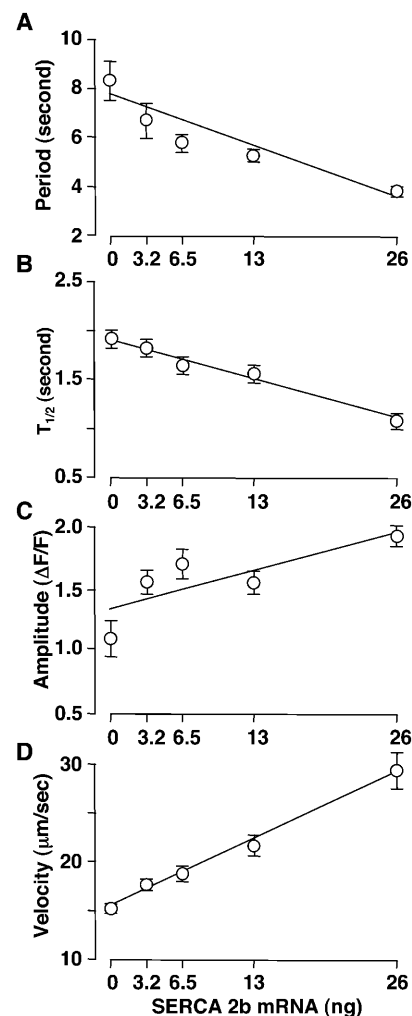 A
10
8
6
4
2
Period (second)
0 3.2 6.5 13 26
B
2.5
1.5
0.5
T1/2 (second)
0 3.2 6.5 13 26
C
2.0
1.5
1.0
0.5
Amplitude (ΔF/F)
0 3.2 6.5 13 26
D
30
20
10
Velocity (μm/sec)
0 3.2 6.5 13 26
SERCA 2b mRNA (ng)